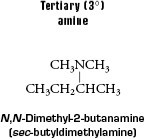 Tertiary (3°)
amine
CH₃NCH₃
CH₃CH₂CHCH₃
N,N-Dimethyl-2-butanamine
(sec-butyldimethylamine)